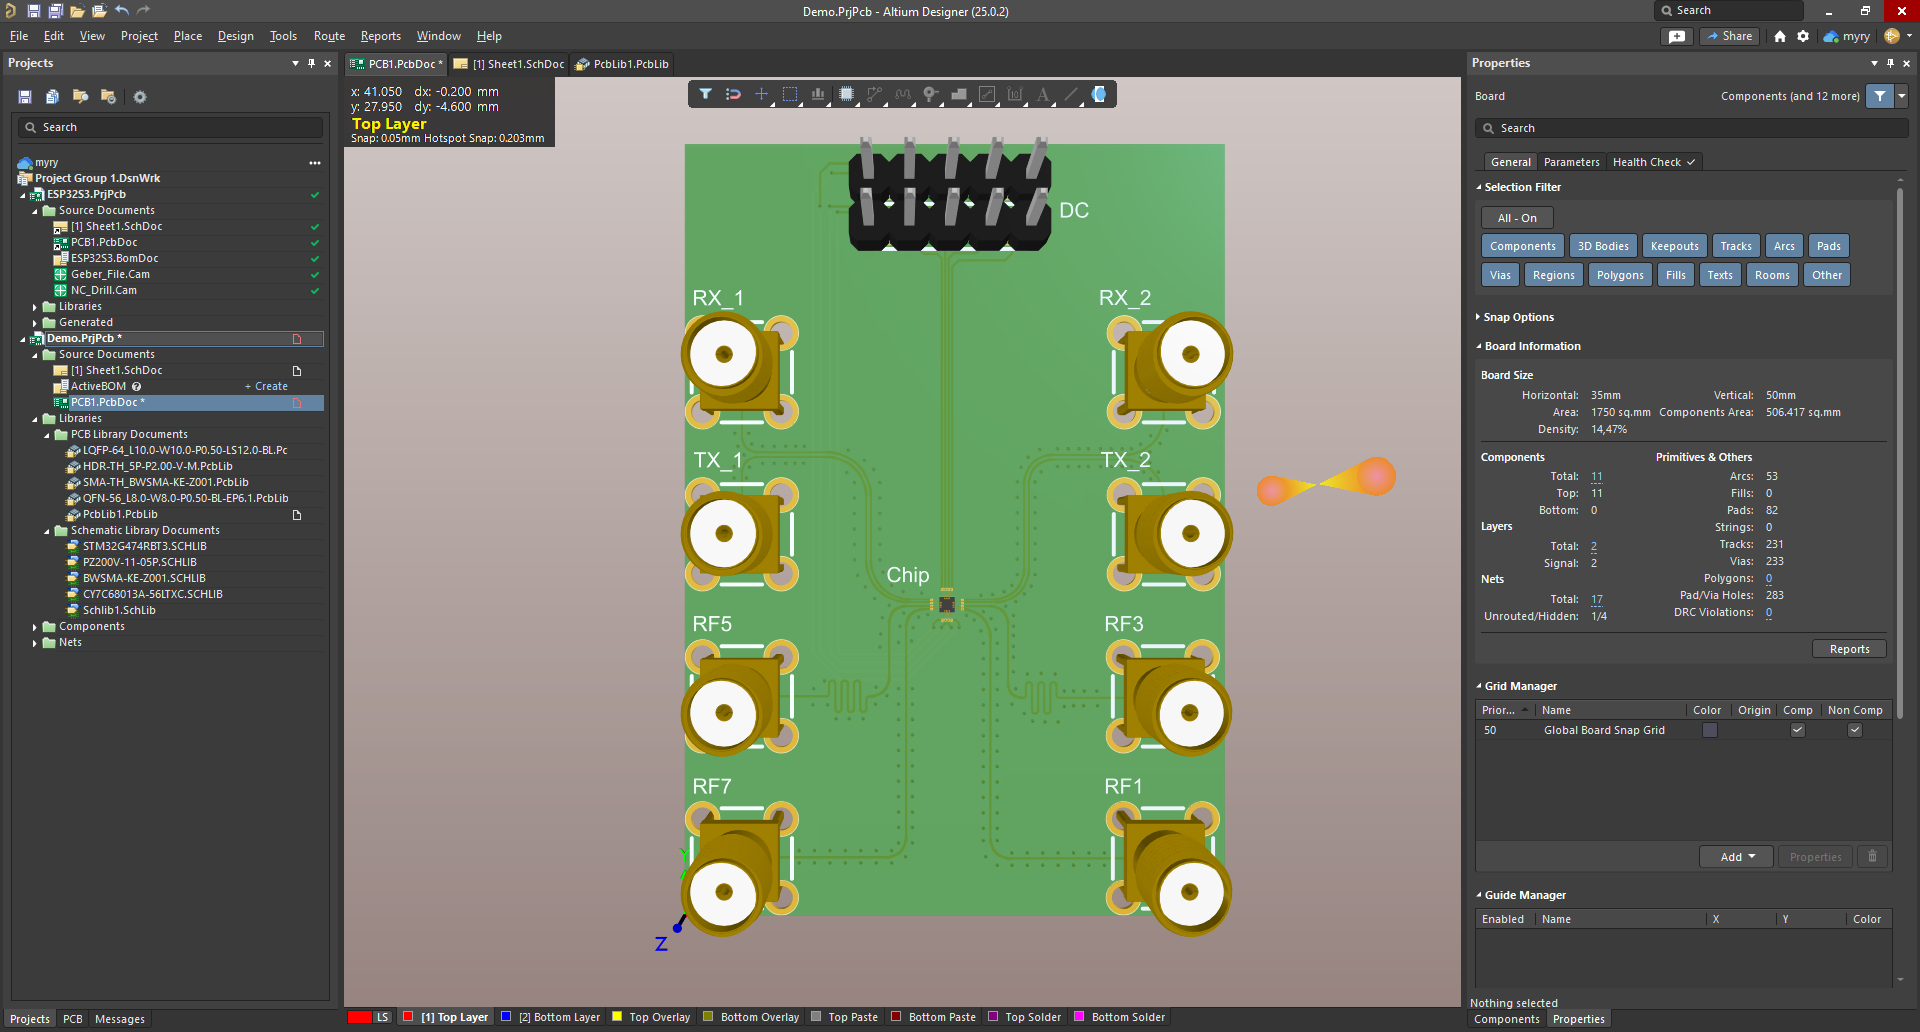 Demo.PrjPcb - Altium Designer (25.0.2)
Search
File Edit View Project Place Design Tools Route Reports Window Help
Share
myry
Projects
Search
myry
Project Group 1.DsnWrk
ESP32S3.PrjPcb
Source Documents
[1] Sheet1.SchDoc
PCB1.PcbDoc
ESP32S3.BomDoc
Geber_File.Cam
NC_Drill.Cam
Libraries
Generated
Demo.PrjPcb *
Source Documents
[1] Sheet1.SchDoc
ActiveBOM + Create
PCB1.PcbDoc *
Libraries
PCB Library Documents
LQFP-64_L10.0-W10.0-P0.50-LS12.0-BL.Pc
HDR-TH_5P-P2.00-V-M.PcbLib
SMA-TH_BWSMA-KE-Z001.PcbLib
QFN-56_L8.0-W8.0-P0.50-BL-EP6.1.PcbLib
PcbLib1.PcbLib
Schematic Library Documents
STM32G474RBT3.SCHLIB
PZ200V-11-05P.SCHLIB
BWSMA-KE-Z001.SCHLIB
CY7C68013A-56LTXC.SCHLIB
Schlib1.SchLib
Components
Nets
Projects PCB Messages
PCB1.PcbDoc * [1] Sheet1.SchDoc PcbLib1.PcbLib
x: 41.050 dx: -0.200 mm
y: 27.950 dy: -4.600 mm
Top Layer
Snap: 0.05mm Hotspot Snap: 0.203mm
DC
RX_1
RX_2
TX_1
TX_2
Chip
RF5
RF3
RF7
RF1
Y
Z
LS [1] Top Layer [2] Bottom Layer Top Overlay Bottom Overlay Top Paste Bottom Paste Top Solder Bottom Solder
Properties
Board Components (and 12 more)
Search
General Parameters Health Check
Selection Filter
All - On
Components 3D Bodies Keepouts Tracks Arcs Pads
Vias Regions Polygons Fills Texts Rooms Other
Snap Options
Board Information
Board Size
Horizontal: 35mm Vertical: 50mm
Area: 1750 sq.mm Components Area: 506.417 sq.mm
Density: 14,47%
Components
Total: 11
Top: 11
Bottom: 0
Layers
Total: 2
Signal: 2
Nets
Total: 17
Unrouted/Hidden: 1/4
Primitives & Others
Arcs: 53
Fills: 0
Pads: 82
Strings: 0
Tracks: 231
Vias: 233
Polygons: 0
Pad/Via Holes: 283
DRC Violations: 0
Reports
Grid Manager
Prior... Name Color Origin Comp Non Comp
50 Global Board Snap Grid
Add Properties
Guide Manager
Enabled Name X Y Color
Nothing selected
Components Properties